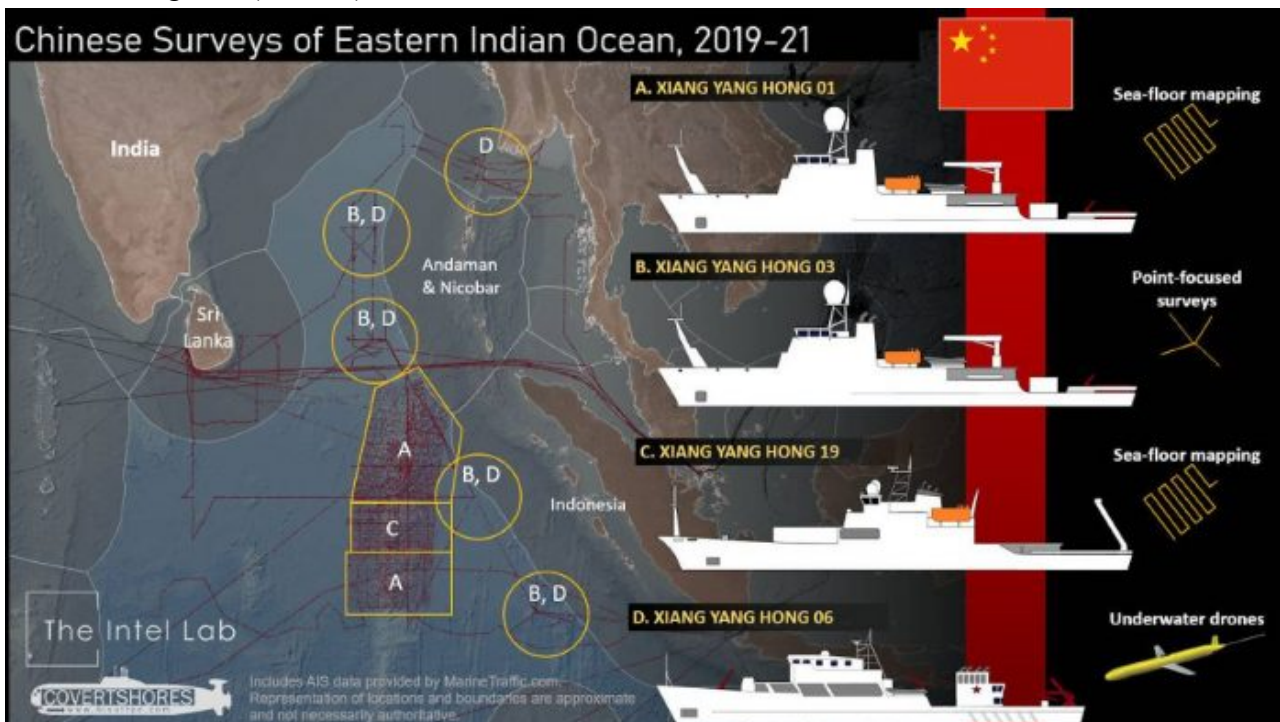 Chinese Surveys of Eastern Indian Ocean, 2019-21
A. XIANG YANG HONG 01
Sea-floor mapping
India
D
B, D
Andaman
& Nicobar
B. XIANG YANG HONG 03
Point-focused
surveys
Sri
Lanka
B, D
A
C. XIANG YANG HONG 19
Sea-floor mapping
B, D
Indonesia
C
A
B, D
D. XIANG YANG HONG 06
Underwater drones
The Intel Lab
COVERTSHORES
Includes AIS data provided by MarineTraffic.com.
Representation of locations and boundaries are approximate
and not necessarily authoritative.